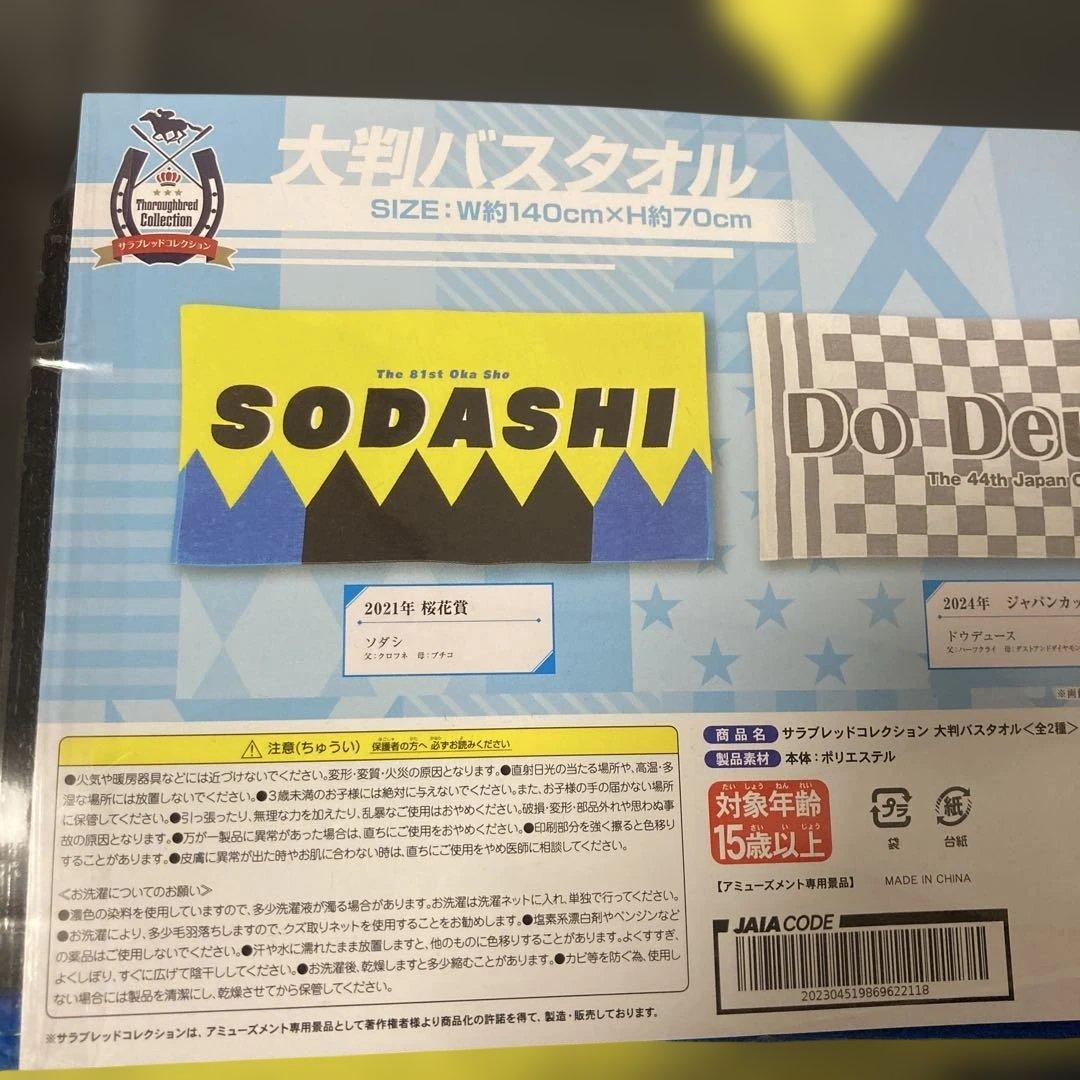 Thoroughbred
Collection
サラブレッドコレクション
大判バスタオル
SIZE:W約140cm×H約70cm
The 81st Oka Sho
SODASHI
Do Deu
The 44th Japan C
2021年 桜花賞
ソダシ
父:クロフネ 母:ブチコ
2024年 ジャパンカッ
ドウデュース
父:ハーツクライ 母:ダストアンドダイヤモン
※画
⚠注意(ちゅうい) 保護者の方へ 必ずお読みください
●火気や暖房器具などには近づけないでください。変形・変質・火災の原因となります。●直射日光の当たる場所や、高温・多
湿な場所には放置しないでください。●3歳未満のお子様には絶対に与えないでください。また、お子様の手の届かない場所
に保管してください。●引っ張ったり、無理な力を加えたり、乱暴なご使用はおやめください。破損・変形・部品外れや思わぬ事
故の原因となります。●万が一製品に異常があった場合は、直ちにご使用をおやめください。●印刷部分を強く擦ると色移り
することがあります。●皮膚に異常が出た時やお肌に合わない時は、直ちにご使用をやめ医師に相談してください。
≪お洗濯についてのお願い≫
●濃色の染料を使用していますので、多少洗濯液が濁る場合があります。お洗濯は洗濯ネットに入れ、単独で行ってください。
●お洗濯により、多少毛羽落ちしますので、クズ取りネットを使用することをお勧めします。●塩素系漂白剤やベンジンなど
の薬品はご使用しないでください。●汗や水に濡れたまま放置しますと、他のものに色移りすることがあります。よくすすぎ、
よくしぼり、すぐに広げて陰干ししてください。●お洗濯後、乾燥しますと多少縮むことがあります。●カビ等を防ぐ為、使用し
ない場合には製品を清潔にし、乾燥させてから保管してください。
※サラブレッドコレクションは、アミューズメント専用景品として著作権者様より商品化の許諾を得て、製造・販売しております。
商品名 サラブレッドコレクション 大判バスタオル<全2種>
製品素材 本体:ポリエステル
たい しょう ねん れい
対象年齢
さい い じょう
15歳以上
プラ
袋
紙
台紙
【アミューズメント専用景品】 MADE IN CHINA
JAIA CODE
202304519869622118